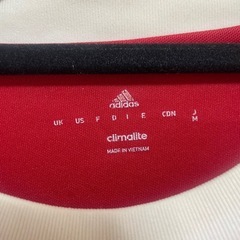 adidas
UK US F D I E CDN J
M
climalite
MADE IN VIETNAM